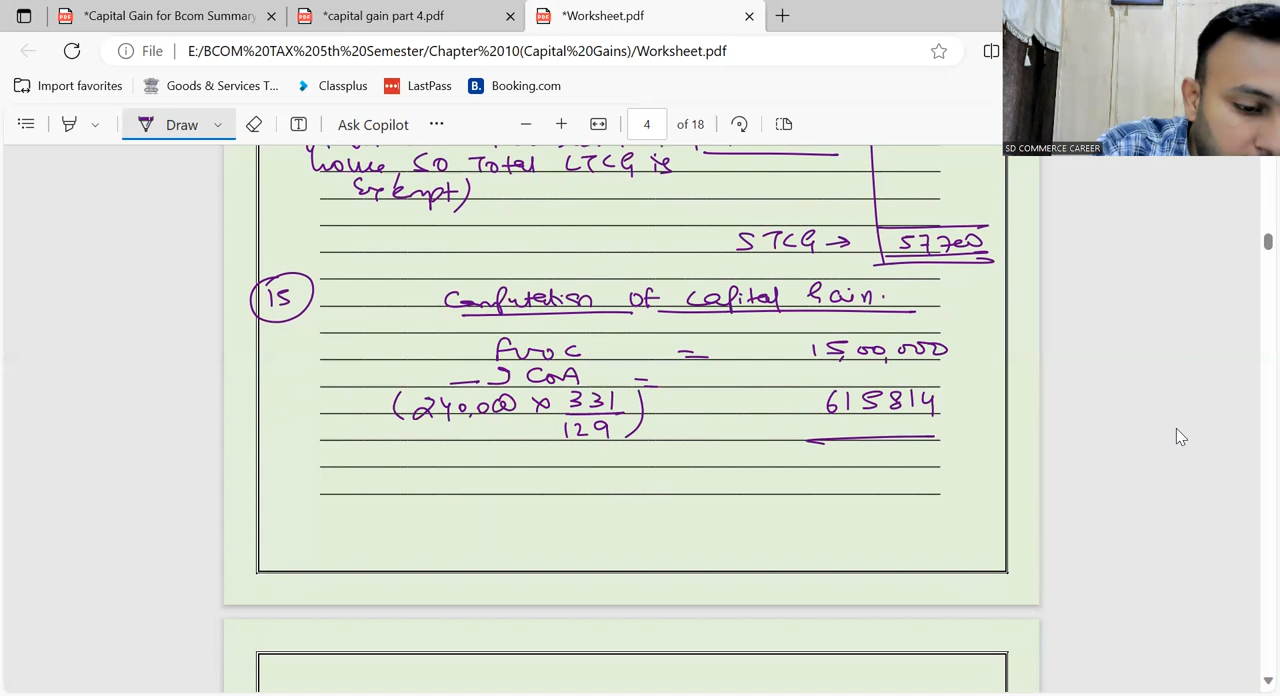 *Capital Gain for Bcom Summary
*capital gain part 4.pdf
*Worksheet.pdf
File
E:/BCOM%20TAX%205th%20Semester/Chapter%2010(Capital%20Gains)/Worksheet.pdf
Import favorites
Goods & Services T...
Classplus
LastPass
Booking.com
Draw
Ask Copilot
4
of 18
SD COMMERCE CAREER
house, so Total LTCG is
Exempt)
STCG → 57700
15 Computation of capital Gain.
FVOC = 15,00,000
→ COA =
(240,000 × 331/129) 615814